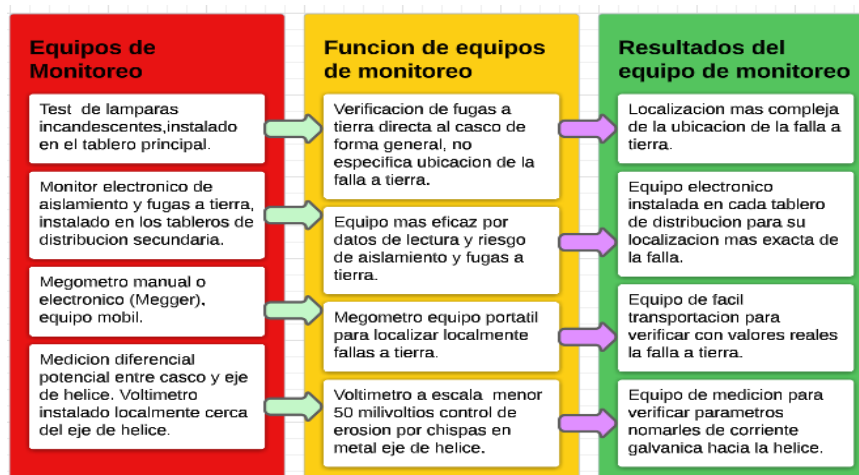 Equipos de
Monitoreo
Test de lamparas
incandescentes,instalado
en el tablero principal.
Monitor electronico de
aislamiento y fugas a tierra,
instalado en los tableros de
distribucion secundaria.
Megometro manual o
electronico (Megger),
equipo mobil.
Medicion diferencial
potencial entre casco y eje
de helice. Voltimetro
instalado localmente cerca
del eje de helice.
Funcion de equipos
de monitoreo
Verificacion de fugas a
tierra directa al casco de
forma general, no
especifica ubicacion de la
falla a tierra.
Equipo mas eficaz por
datos de lectura y riesgo
de aislamiento y fugas a
tierra.
Megometro equipo portatil
para localizar localmente
fallas a tierra.
Voltimetro a escala menor
50 milivoltios control de
erosion por chispas en
metal eje de helice.
Resultados del
equipo de monitoreo
Localizacion mas compleja
de la ubicacion de la falla a
tierra.
Equipo electronico
instalada en cada tablero
de distribucion para su
localizacion mas exacta de
la falla.
Equipo de facil
transportacion para
verificar con valores reales
la falla a tierra.
Equipo de medicion para
verificar parametros
nomarles de corriente
galvanica hacia la helice.